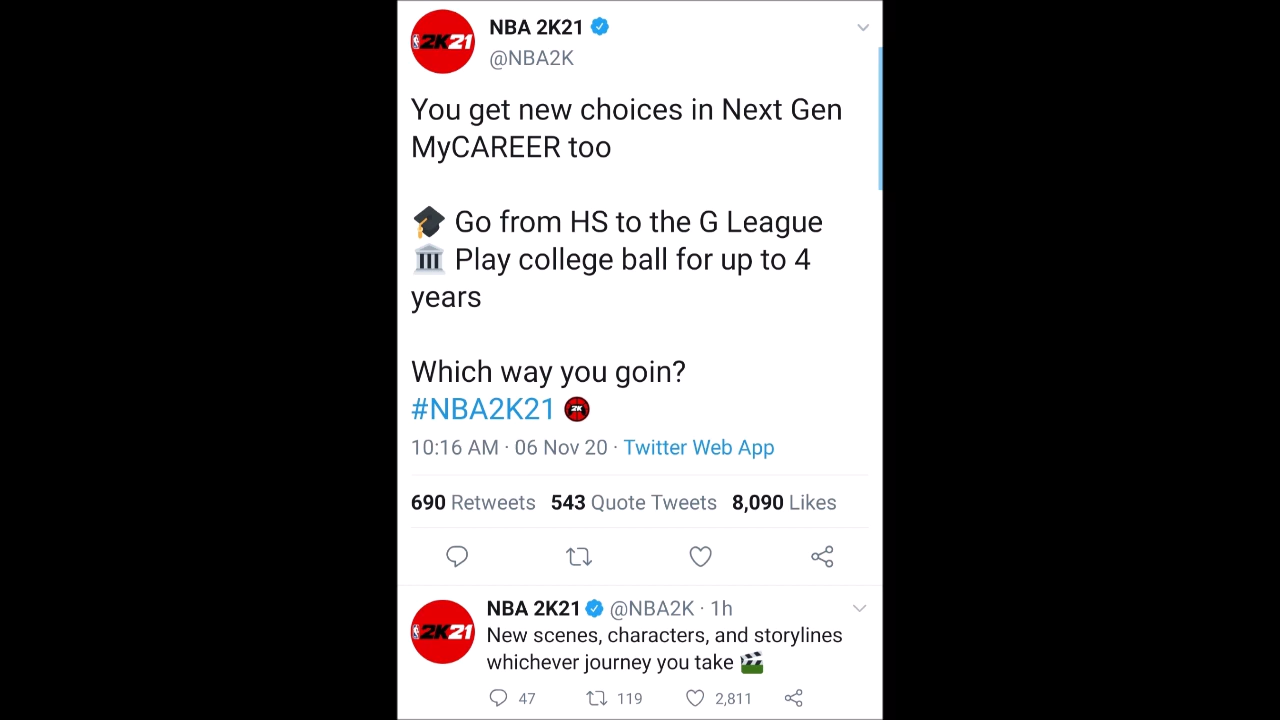 NBA 2K21
@NBA2K
2K21
You get new choices in Next Gen
MyCAREER too
🎓 Go from HS to the G League
🏛 Play college ball for up to 4
years
Which way you goin?
#NBA2K21
10:16 AM · 06 Nov 20 · Twitter Web App
690 Retweets 543 Quote Tweets 8,090 Likes
NBA 2K21 @NBA2K · 1h
2K21
New scenes, characters, and storylines
whichever journey you take 🎬
47 119 2,811